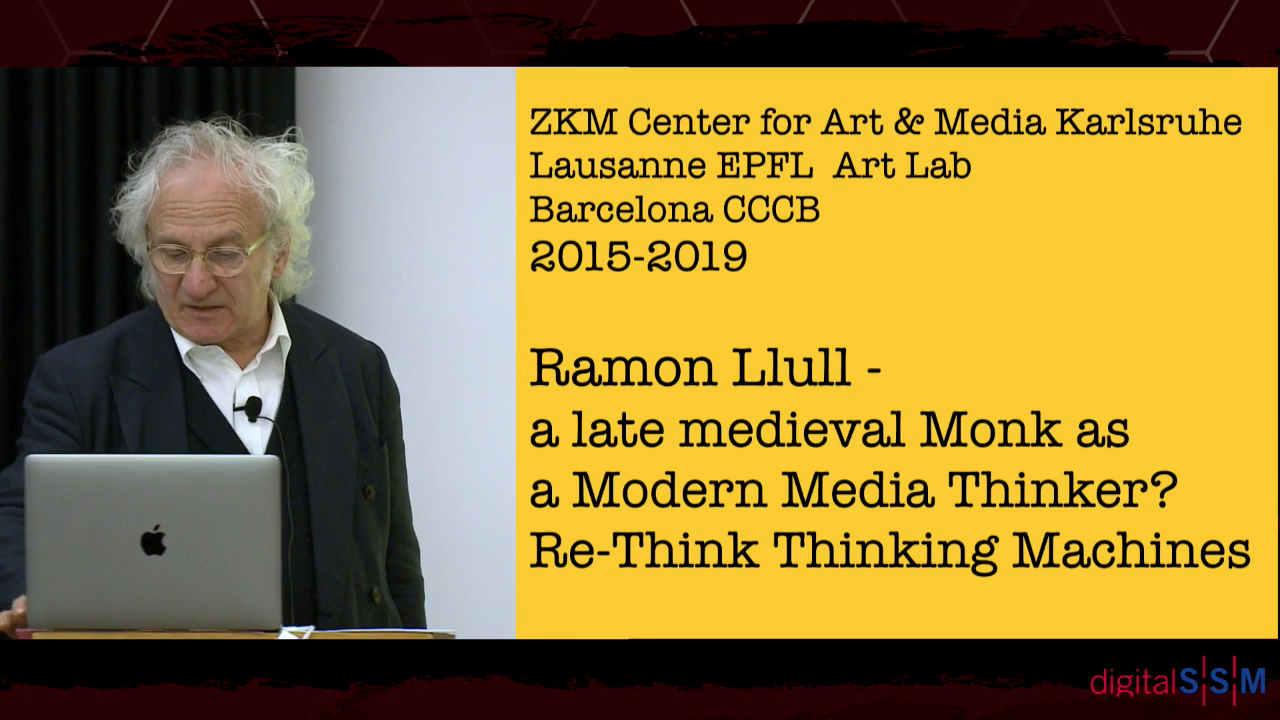 ZKM Center for Art & Media Karlsruhe
Lausanne EPFL Art Lab
Barcelona CCCB
2015-2019
Ramon Llull -
a late medieval Monk as
a Modern Media Thinker?
Re-Think Thinking Machines
digitalS|S|M